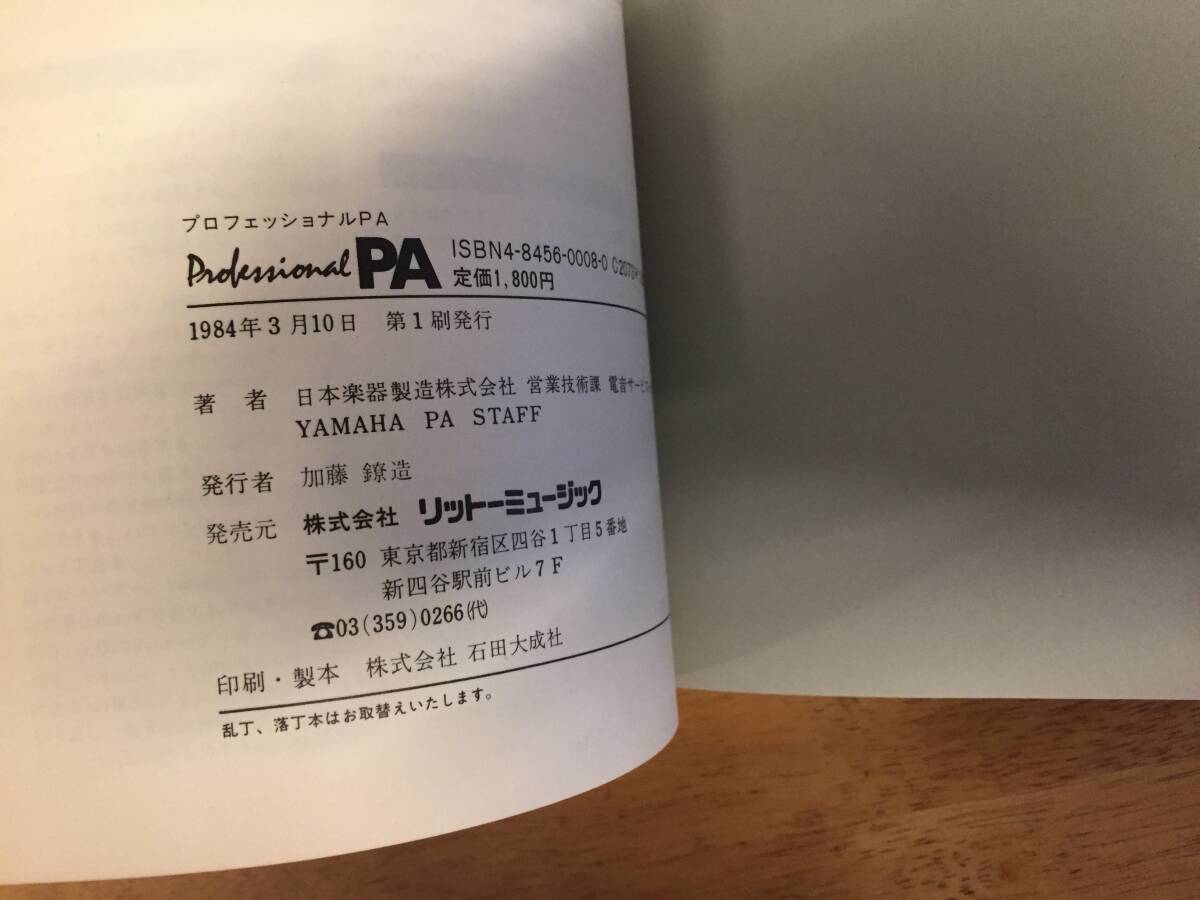 プロフェッショナルPA
Professional PA ISBN4-8456-0008-0
定価1,800円
1984年3月10日 第1刷発行
著者 日本楽器製造株式会社 営業技術課
YAMAHA PA STAFF
発行者 加藤 鐐造
発売元 株式会社 リットーミュージック
〒160 東京都新宿区四谷1丁目5番地
新四谷駅前ビル7F
☎03(359)0266(代)
印刷・製本 株式会社 石田大成社
乱丁、落丁本はお取替えいたします。